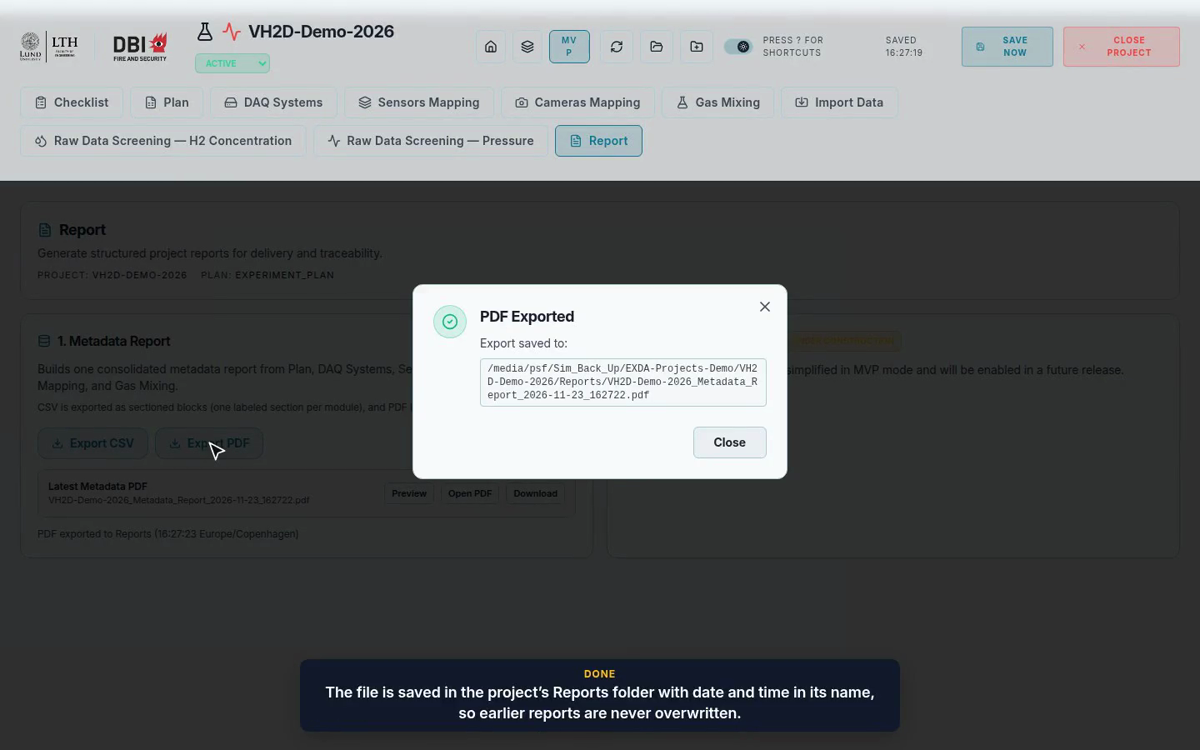 LUND
UNIVERSITY
LTH
DBI
FIRE AND SECURITY
VH2D-Demo-2026
ACTIVE
MV
P
PRESS ? FOR
SHORTCUTS
SAVED
16:27:19
SAVE
NOW
CLOSE
PROJECT
Checklist
Plan
DAQ Systems
Sensors Mapping
Cameras Mapping
Gas Mixing
Import Data
Raw Data Screening — H2 Concentration
Raw Data Screening — Pressure
Report
Report
Generate structured project reports for delivery and traceability.
PROJECT: VH2D-DEMO-2026 PLAN: EXPERIMENT_PLAN
1. Metadata Report
Builds one consolidated metadata report from Plan, DAQ Systems, Se
Mapping, and Gas Mixing.
CSV is exported as sectioned blocks (one labeled section per module), and PDF
Export CSV
Export PDF
Latest Metadata PDF
VH2D-Demo-2026_Metadata_Report_2026-11-23_162722.pdf
Preview
Open PDF
Download
PDF exported to Reports (16:27:23 Europe/Copenhagen)
simplified in MVP mode and will be enabled in a future release.
PDF Exported
Export saved to:
/media/psf/Sim_Back_Up/EXDA-Projects-Demo/VH2
D-Demo-2026/Reports/VH2D-Demo-2026_Metadata_R
eport_2026-11-23_162722.pdf
Close
DONE
The file is saved in the project’s Reports folder with date and time in its name,
so earlier reports are never overwritten.